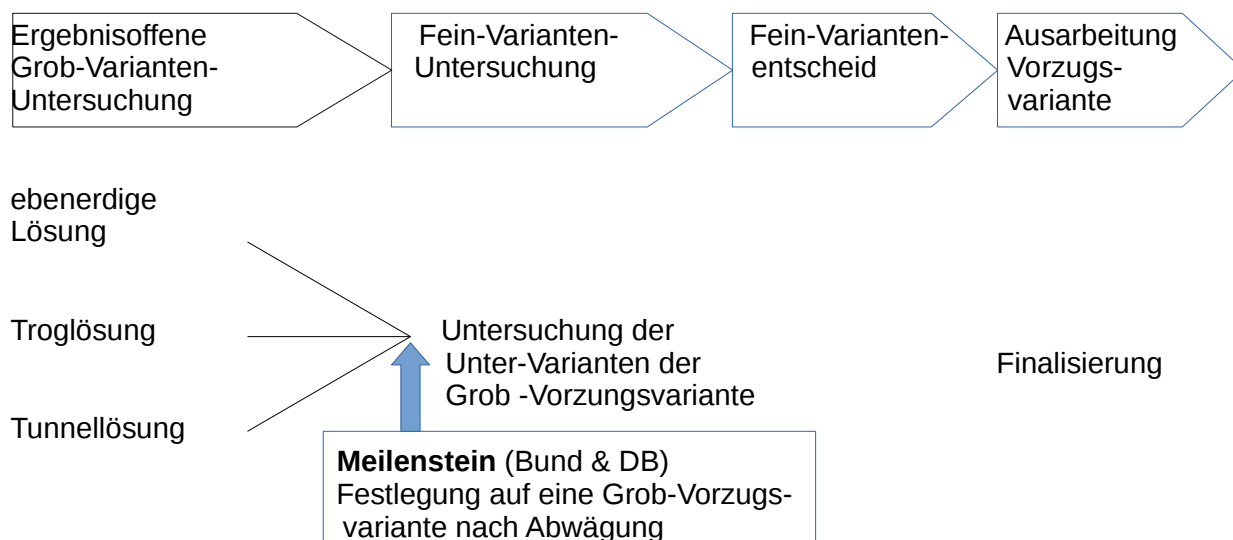 Ergebnisoffene
Grob-Varianten-
Untersuchung
Fein-Varianten-
Untersuchung
Fein-Varianten-
entscheid
Ausarbeitung
Vorzugs-
variante
ebenerdige
Lösung
Troglösung
Tunnellösung
Untersuchung der
Unter-Varianten der
Grob -Vorzungsvariante
Finalisierung
Meilenstein (Bund & DB)
Festlegung auf eine Grob-Vorzugs-
variante nach Abwägung